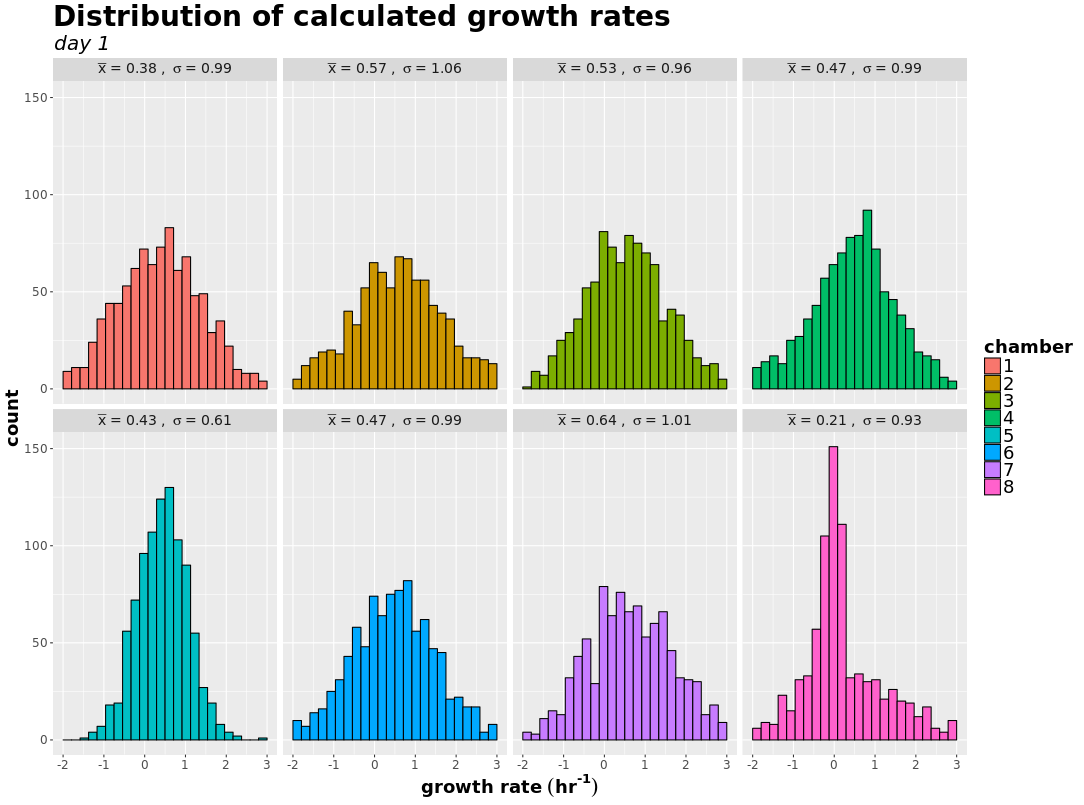 Distribution of calculated growth rates
day 1
x̅ = 0.38 , σ = 0.99
x̅ = 0.57 , σ = 1.06
x̅ = 0.53 , σ = 0.96
x̅ = 0.47 , σ = 0.99
150
100
50
0
x̅ = 0.43 , σ = 0.61
x̅ = 0.47 , σ = 0.99
x̅ = 0.64 , σ = 1.01
x̅ = 0.21 , σ = 0.93
150
100
50
0
-2 -1 0 1 2 3
-2 -1 0 1 2 3
-2 -1 0 1 2 3
-2 -1 0 1 2 3
count
growth rate (hr⁻¹)
chamber
1
2
3
4
5
6
7
8